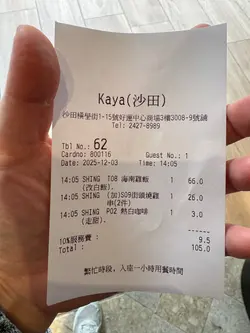 Kaya(沙田)
沙田橫學街1-15號好運中心商場3樓3008-9號舖
Tel: 2427-8989
Tbl No.: 62
Cardno: 800116 Guest No.: 1
Date: 2025-12-03 Time: 14:05
14:05 SHING T08 海南雞飯 1 66.0
(改白飯).
14:05 SHING (加)S09街頭燒雞 1 26.0
串(2件)
14:05 SHING P02 熱白咖啡 1 3.0
(走甜).
10%服務費 : 9.5
Total : 105.0
繁忙時段，入座一小時用餐時間